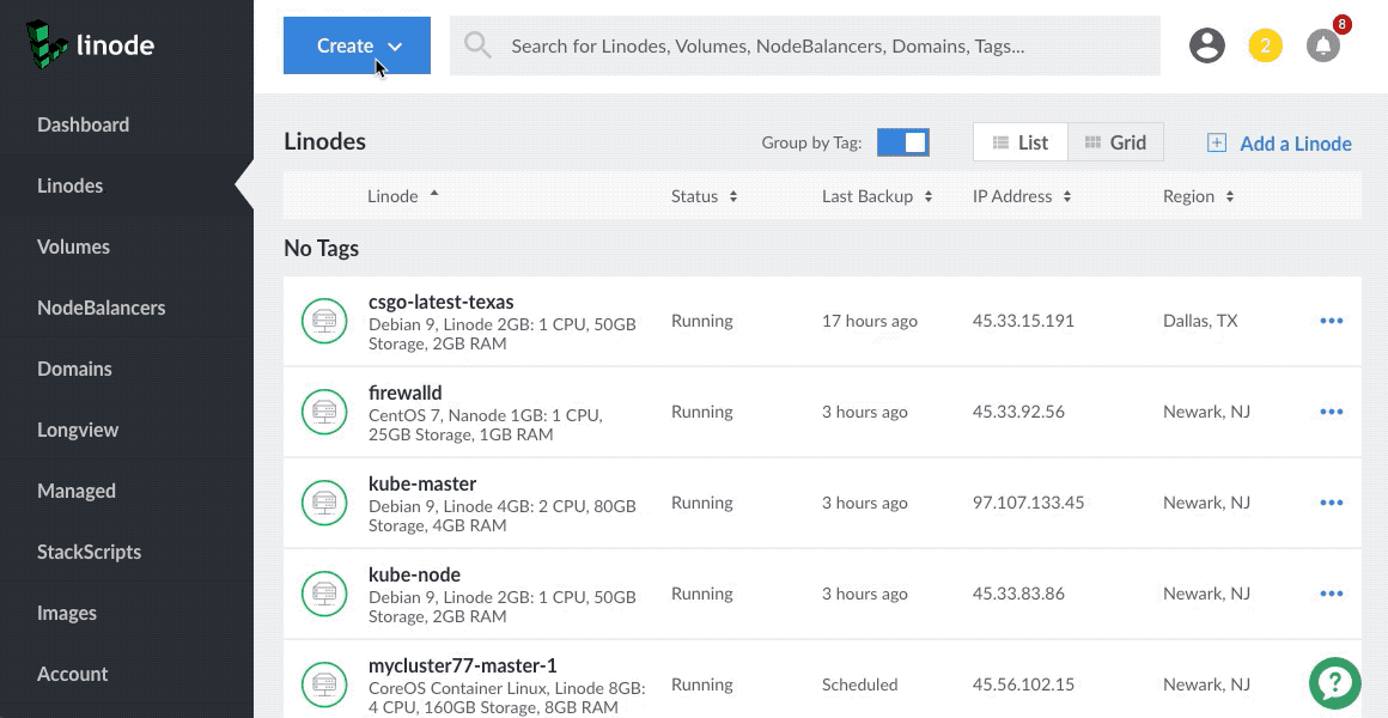 linode
Create
Search for Linodes, Volumes, NodeBalancers, Domains, Tags...
2
8
Dashboard
Linodes
Volumes
NodeBalancers
Domains
Longview
Managed
StackScripts
Images
Account
Linodes
Group by Tag:
List
Grid
Add a Linode
Linode
Status
Last Backup
IP Address
Region
No Tags
csgo-latest-texas
Debian 9, Linode 2GB: 1 CPU, 50GB
Storage, 2GB RAM
Running
17 hours ago
45.33.15.191
Dallas, TX
firewalld
CentOS 7, Nanode 1GB: 1 CPU,
25GB Storage, 1GB RAM
Running
3 hours ago
45.33.92.56
Newark, NJ
kube-master
Debian 9, Linode 4GB: 2 CPU, 80GB
Storage, 4GB RAM
Running
3 hours ago
97.107.133.45
Newark, NJ
kube-node
Debian 9, Linode 2GB: 1 CPU, 50GB
Storage, 2GB RAM
Running
3 hours ago
45.33.83.86
Newark, NJ
mycluster77-master-1
CoreOS Container Linux, Linode 8GB:
4 CPU, 160GB Storage, 8GB RAM
Running
Scheduled
45.56.102.15
Newark, NJ
?